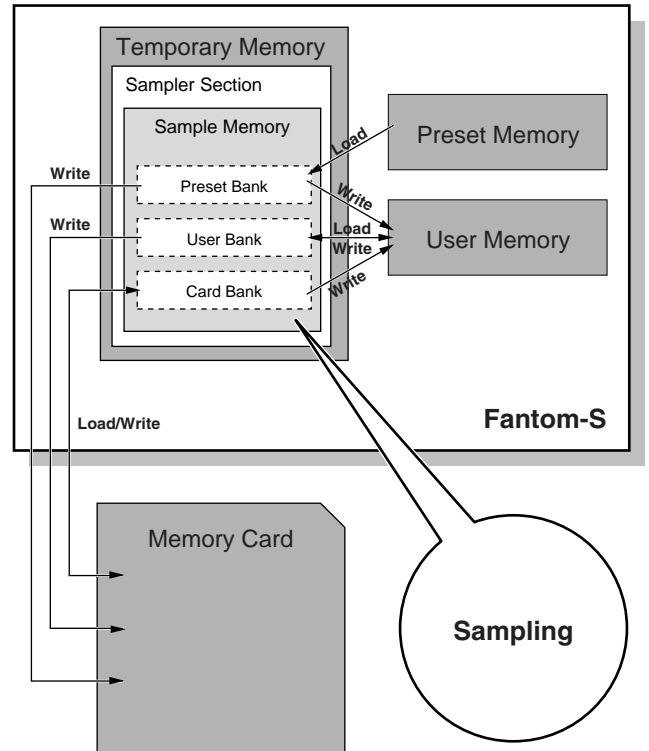 Temporary Memory
Sampler Section
Sample Memory
Preset Bank
User Bank
Card Bank
Write
Write
Load/Write
Load
Write
Load
Write
Write
Preset Memory
User Memory
Fantom-S
Memory Card
Sampling